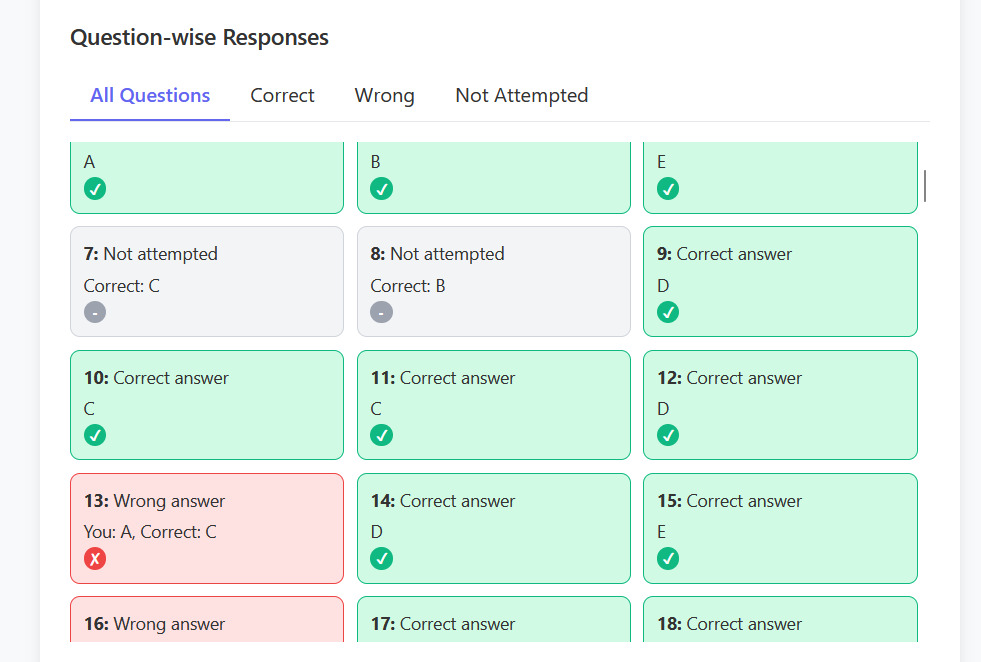 Question-wise Responses
All Questions Correct Wrong Not Attempted
A B E
7: Not attempted 8: Not attempted 9: Correct answer
Correct: C Correct: B D
10: Correct answer 11: Correct answer 12: Correct answer
C C D
13: Wrong answer 14: Correct answer 15: Correct answer
You: A, Correct: C D E
16: Wrong answer 17: Correct answer 18: Correct answer